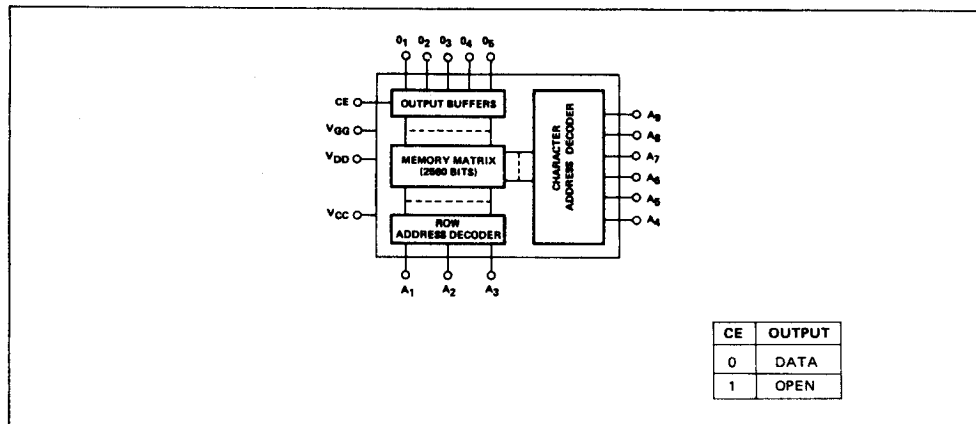 O1 O2 O3 O4 O5
CE
OUTPUT BUFFERS
VGG
VDD
MEMORY MATRIX
(2560 BITS)
VCC
ROW
ADDRESS DECODER
CHARACTER
ADDRESS DECODER
A9
A8
A7
A6
A5
A4
A1 A2 A3
CE OUTPUT
0 DATA
1 OPEN